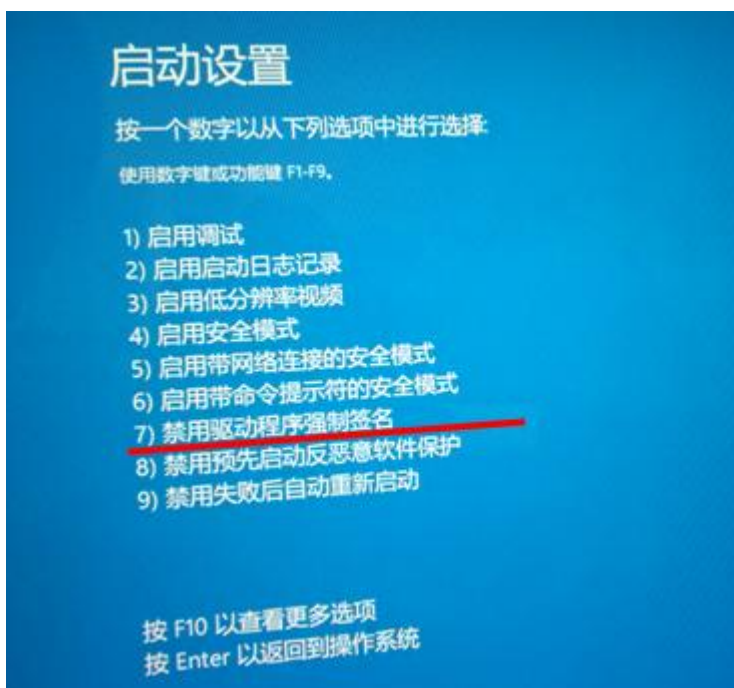 启动设置
按一个数字以从下列选项中进行选择:
使用数字键或功能键 F1-F9。
1) 启用调试
2) 启用启动日志记录
3) 启用低分辨率视频
4) 启用安全模式
5) 启用带网络连接的安全模式
6) 启用带命令提示符的安全模式
7) 禁用驱动程序强制签名
8) 禁用预先启动反恶意软件保护
9) 禁用失败后自动重新启动
按 F10 以查看更多选项
按 Enter 以返回到操作系统